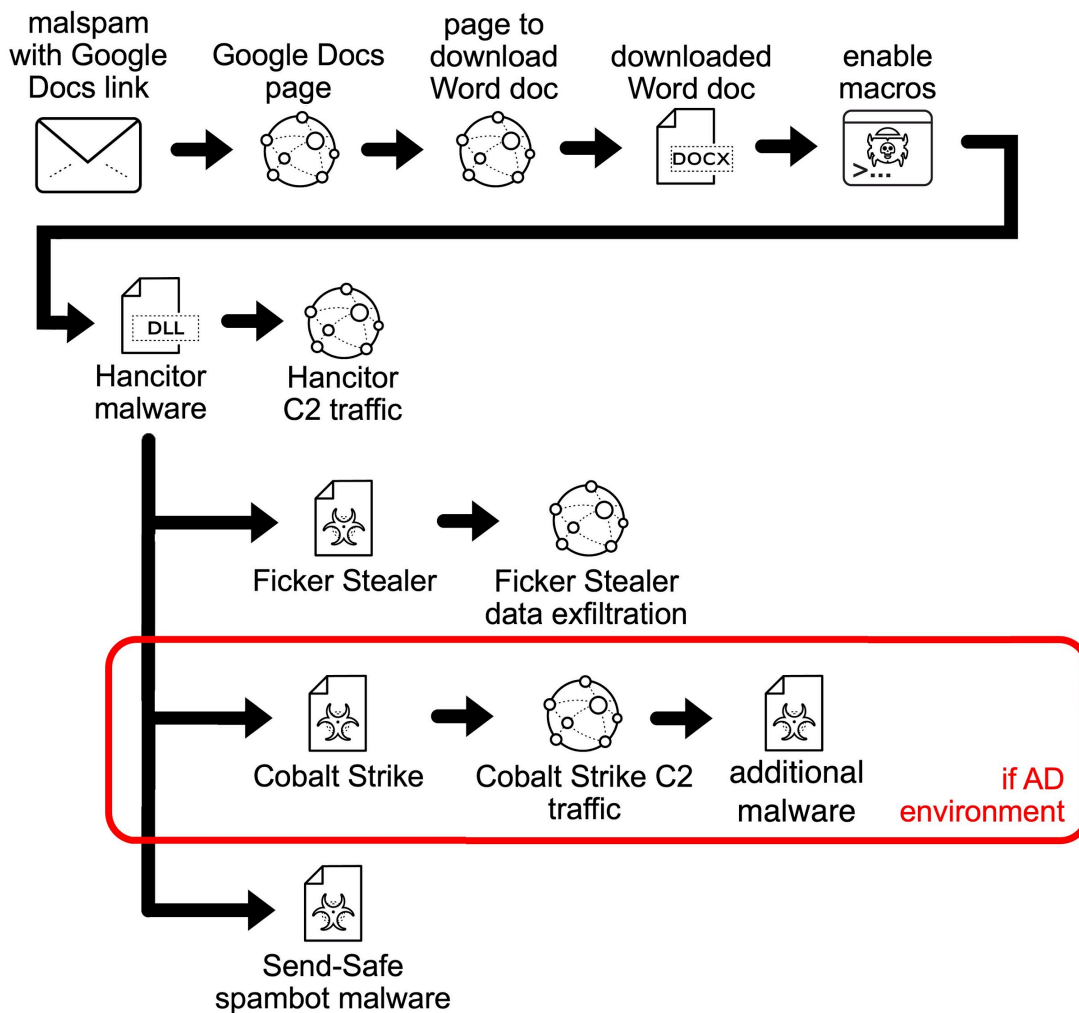 malspam
with Google
Docs link
Google Docs
page
page to
download
Word doc
downloaded
Word doc
enable
macros
DOCX
>...
DLL
Hancitor
malware
Hancitor
C2 traffic
Ficker Stealer
Ficker Stealer
data exfiltration
Cobalt Strike
Cobalt Strike C2
traffic
additional
malware
if AD
environment
Send-Safe
spambot malware